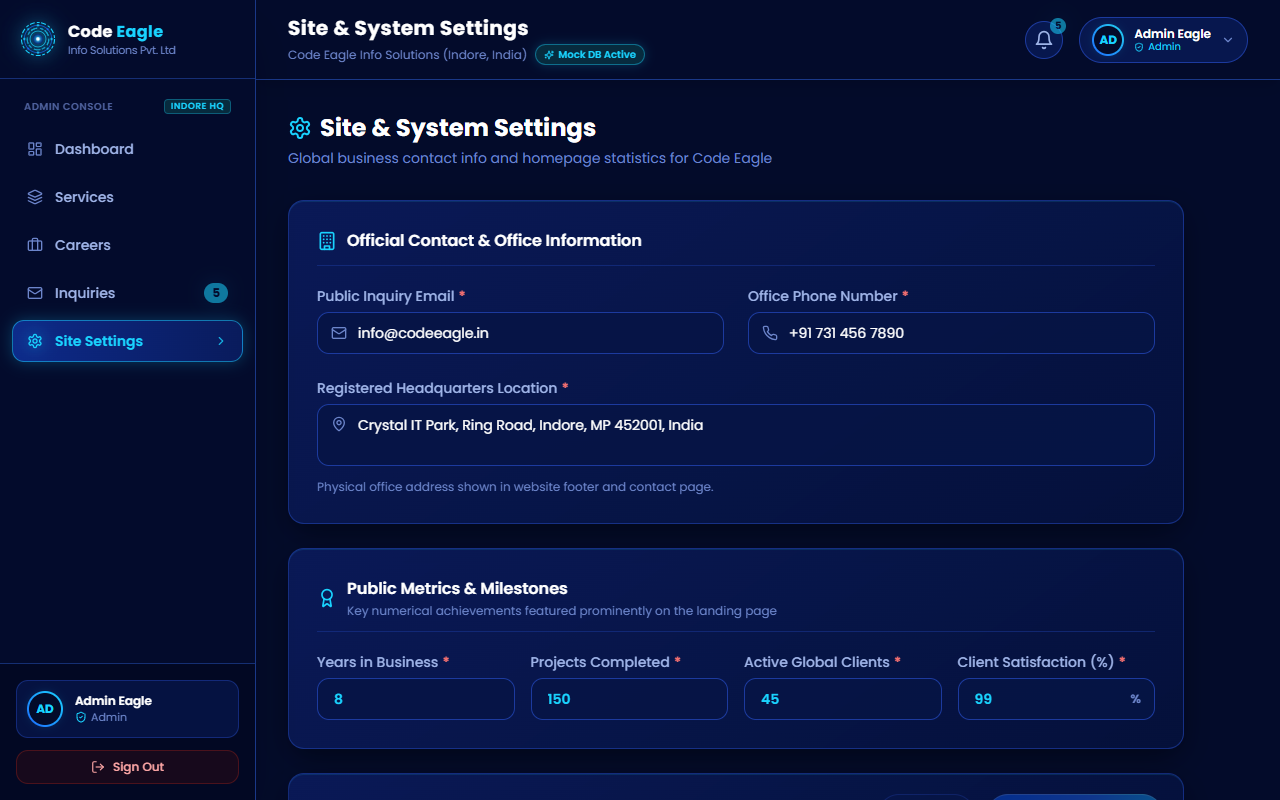 Code Eagle
Info Solutions Pvt. Ltd
ADMIN CONSOLE
INDORE HQ
Dashboard
Services
Careers
Inquiries
5
Site Settings
AD
Admin Eagle
Admin
Sign Out
Site & System Settings
Code Eagle Info Solutions (Indore, India)
Mock DB Active
5
AD
Admin Eagle
Admin
Site & System Settings
Global business contact info and homepage statistics for Code Eagle
Official Contact & Office Information
Public Inquiry Email *
info@codeeagle.in
Office Phone Number *
+91 731 456 7890
Registered Headquarters Location *
Crystal IT Park, Ring Road, Indore, MP 452001, India
Physical office address shown in website footer and contact page.
Public Metrics & Milestones
Key numerical achievements featured prominently on the landing page
Years in Business *
8
Projects Completed *
150
Active Global Clients *
45
Client Satisfaction (%) *
99
%